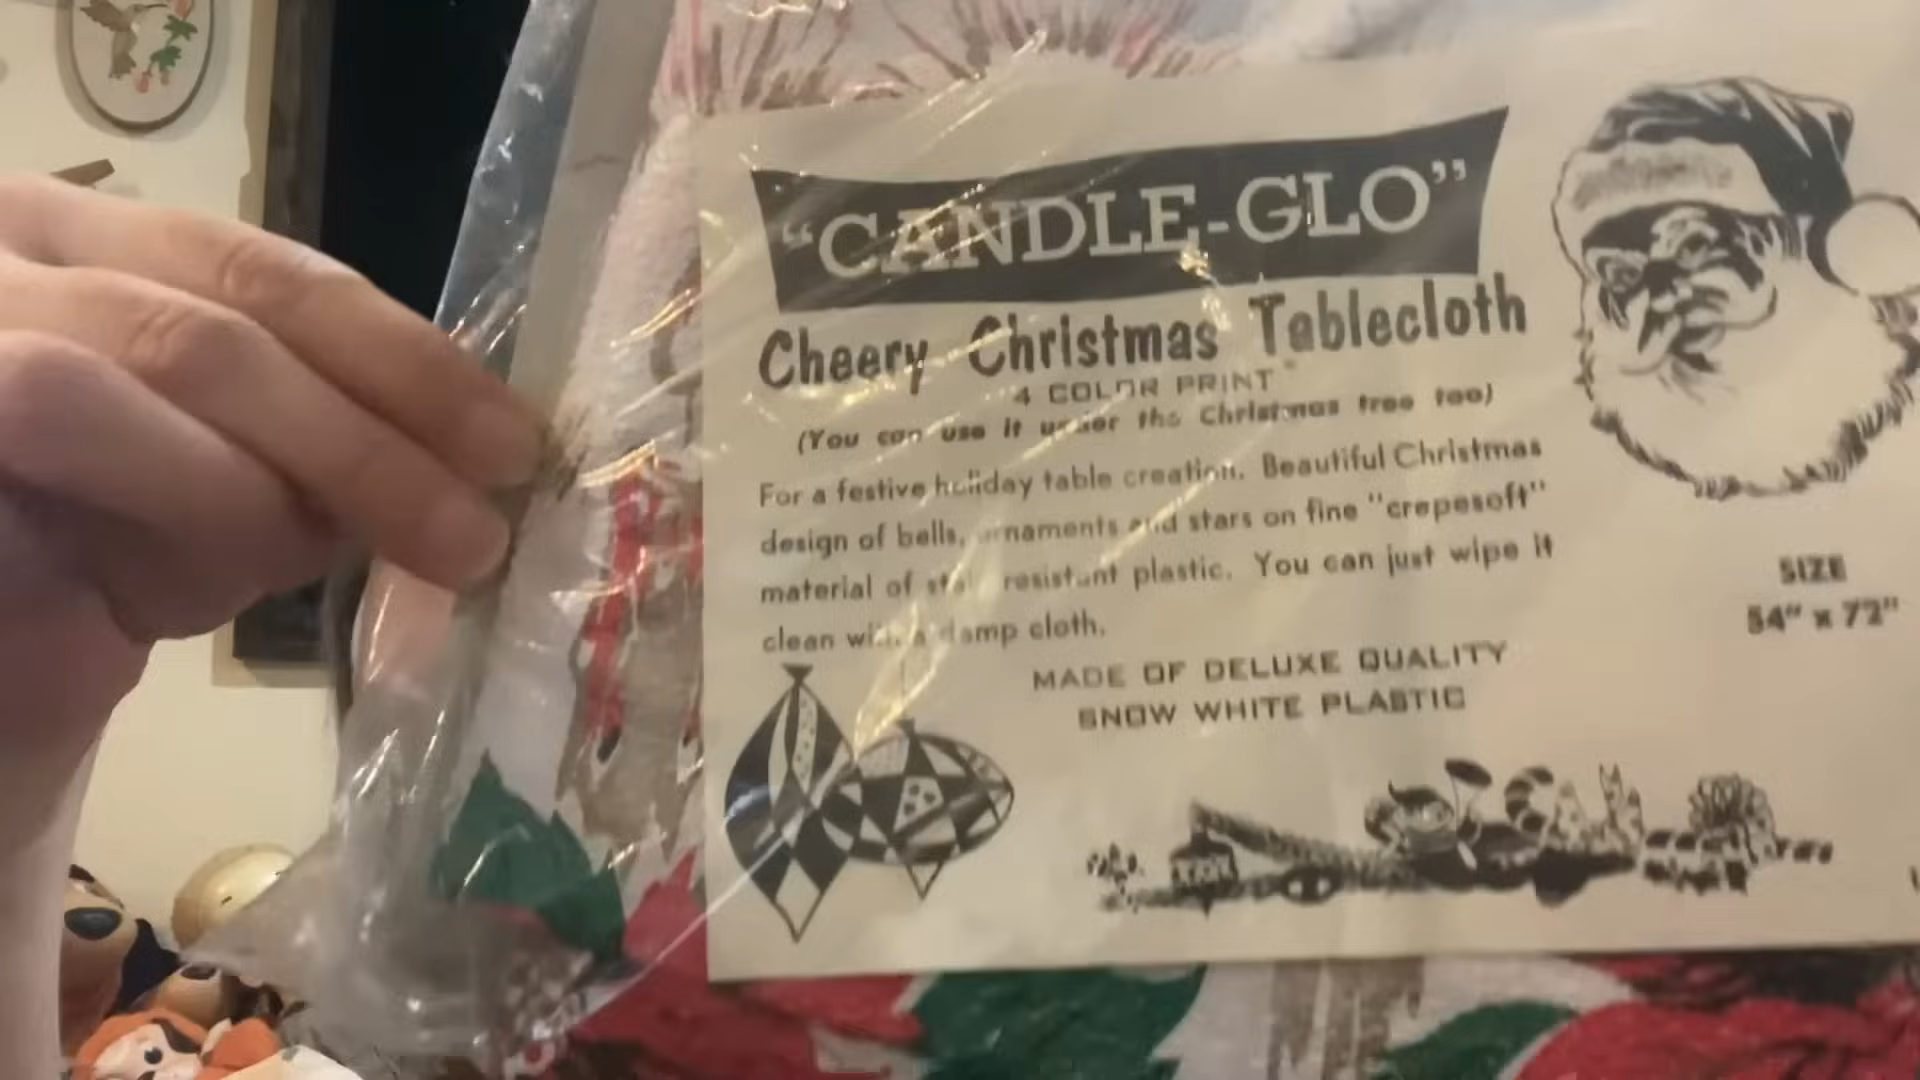 "CANDLE-GLO"
Cheery Christmas Tablecloth
"4 COLOR PRINT"
(You can use it under the Christmas tree too)
For a festive holiday table creation. Beautiful Christmas
design of bells, ornaments and stars on fine "crepesoft"
material of stain resistant plastic. You can just wipe it
clean with a damp cloth.
MADE OF DELUXE QUALITY
SNOW WHITE PLASTIC
SIZE
54" x 72"